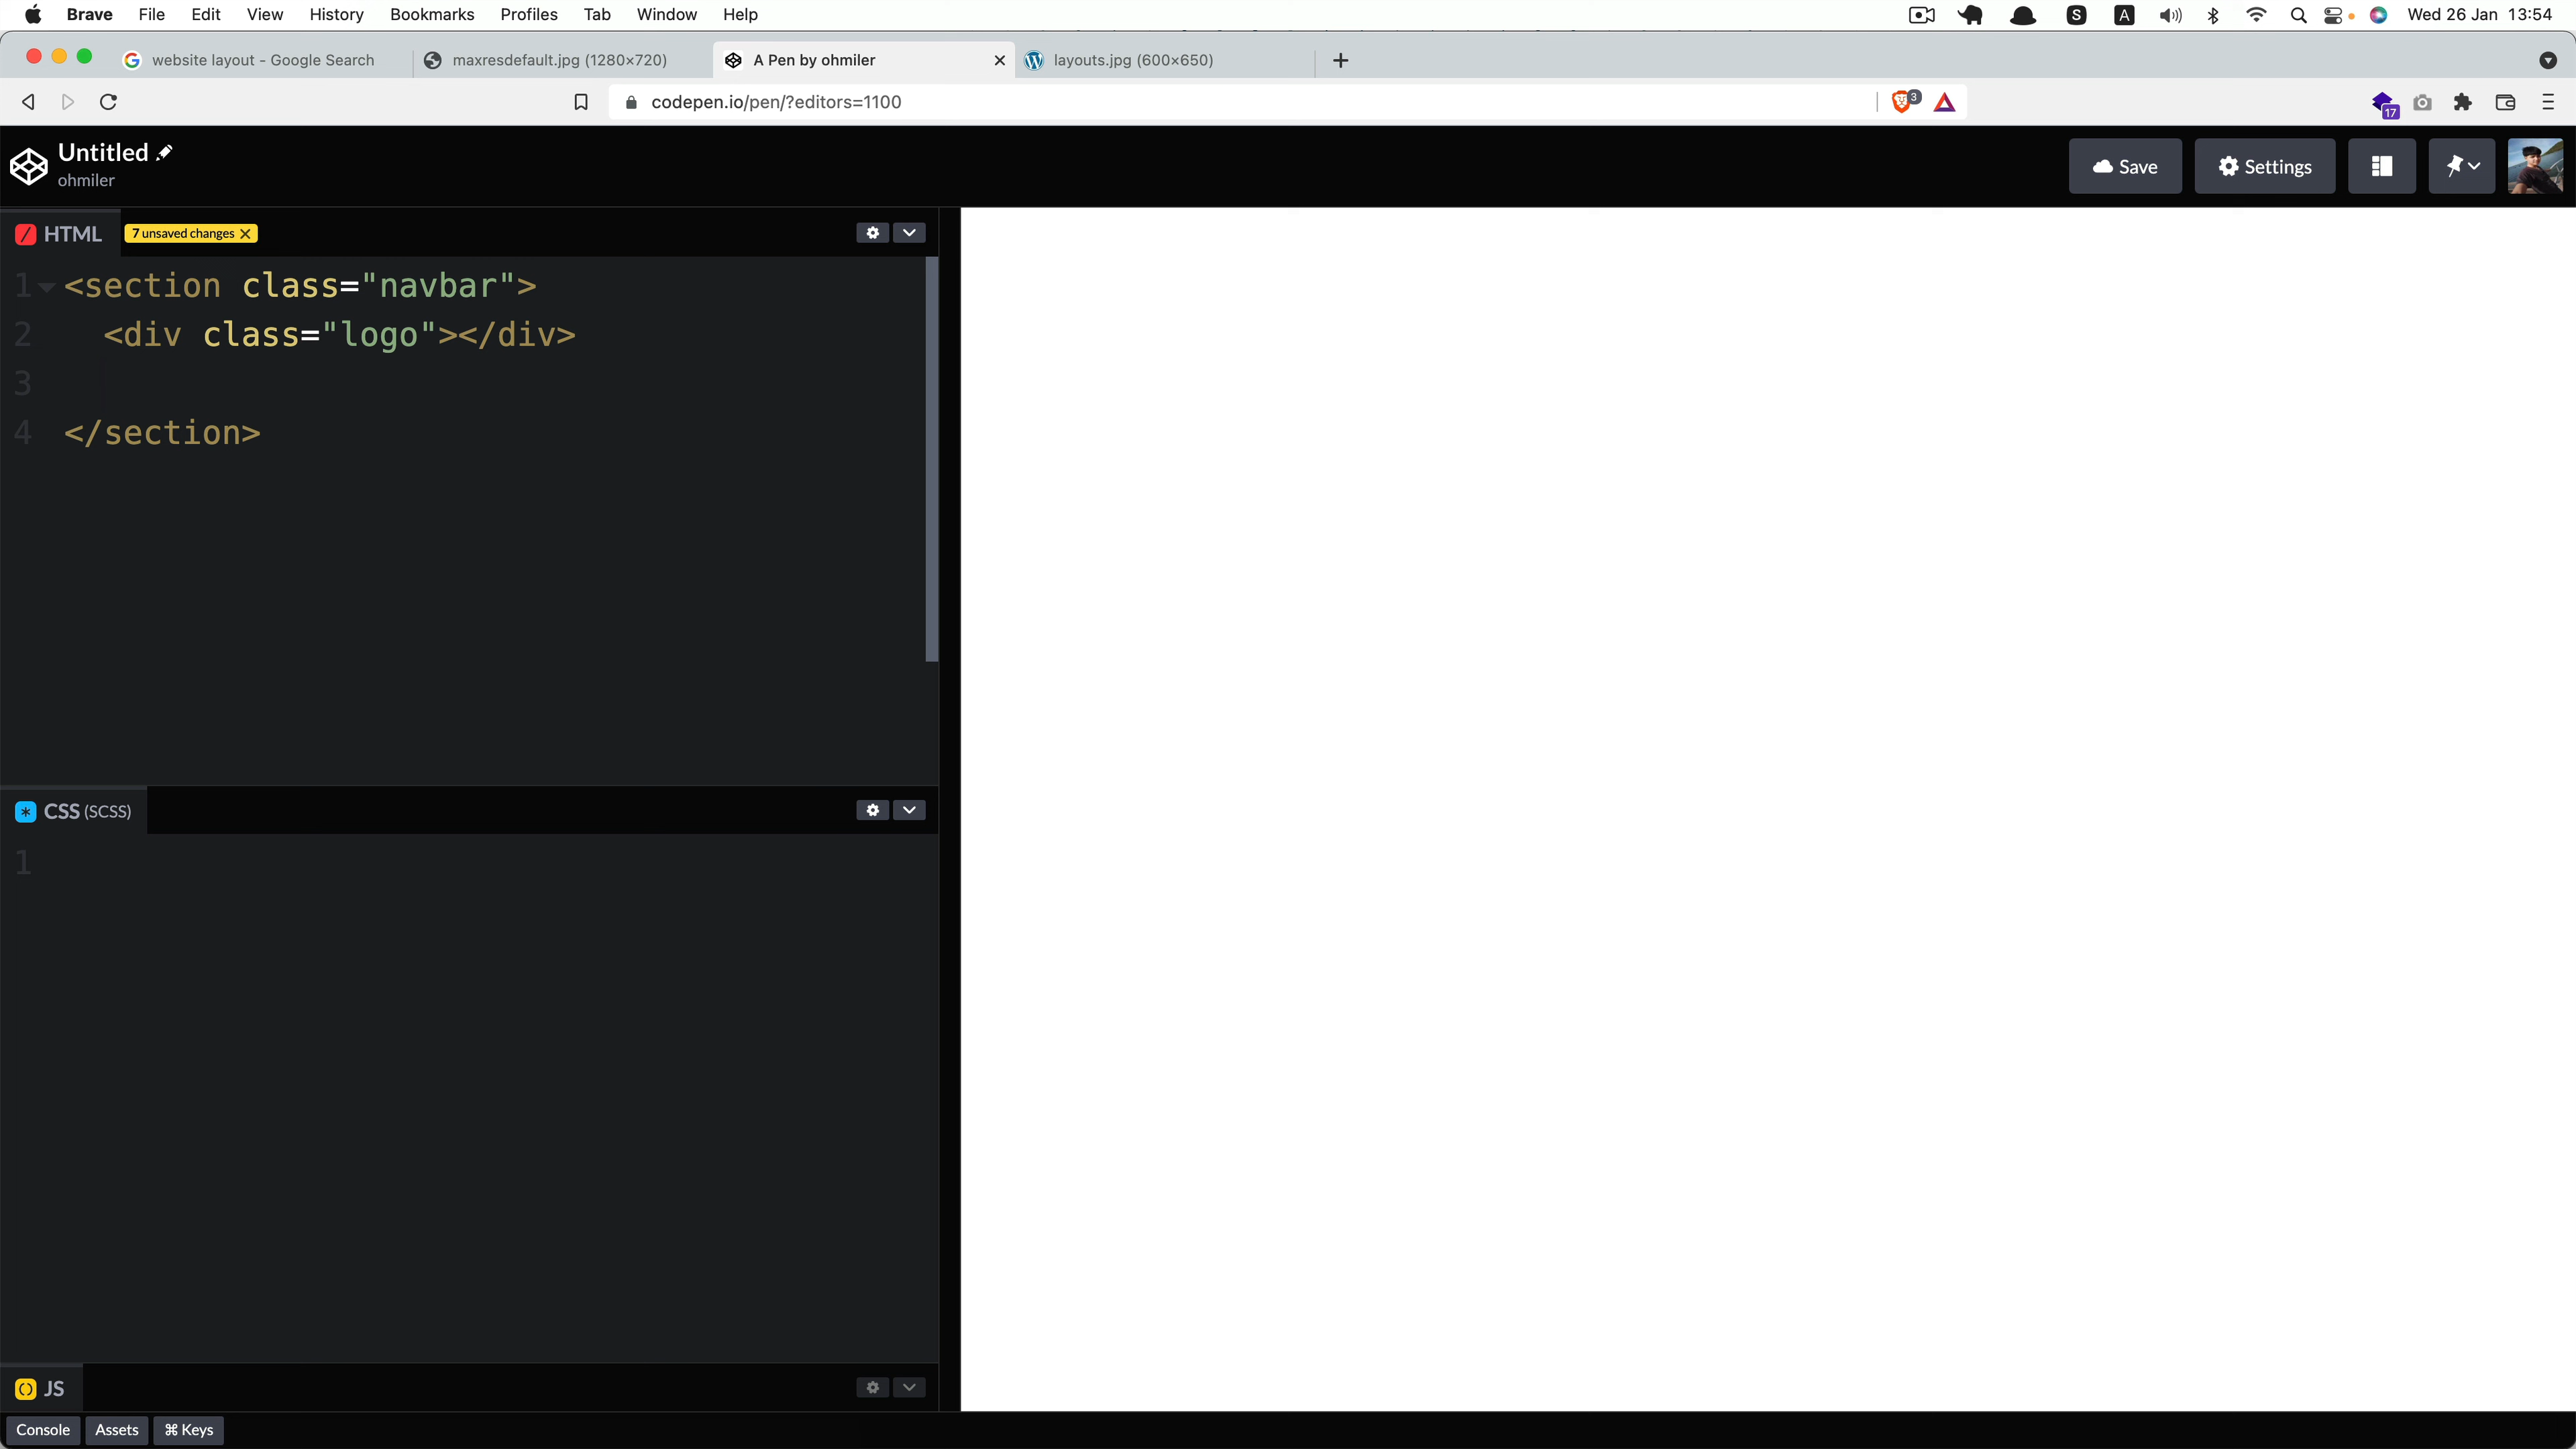 Brave File Edit View History Bookmarks Profiles Tab Window Help S A Wed 26 Jan 13:54
website layout - Google Search maxresdefault.jpg (1280×720) A Pen by ohmiler layouts.jpg (600×650)
codepen.io/pen/?editors=1100 3 17
Untitled
ohmiler
Save Settings
HTML 7 unsaved changes
1 <section class="navbar">
2 <div class="logo"></div>
3
4 </section>
CSS (SCSS)
1
JS
Console Assets ⌘ Keys